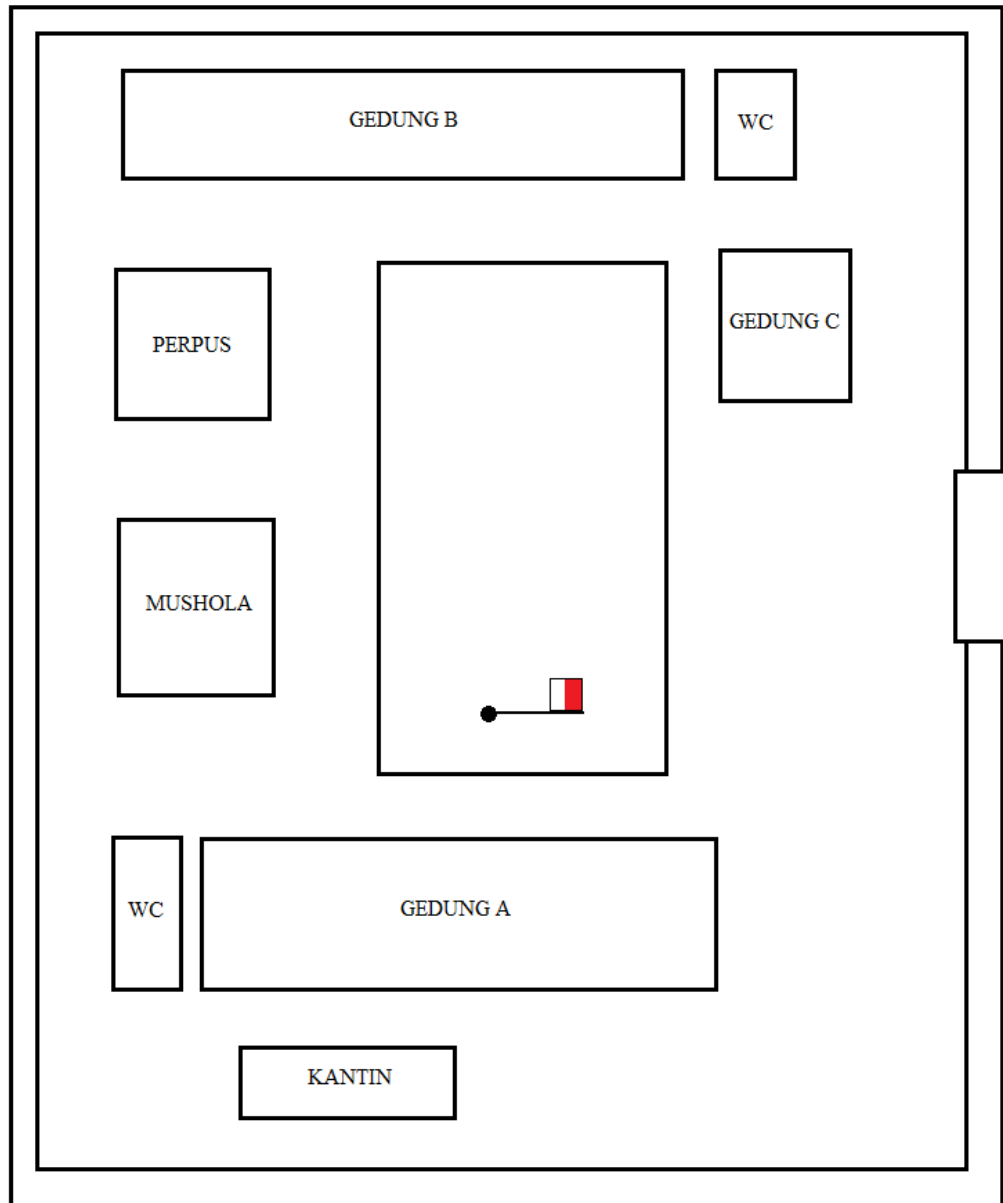 GEDUNG B
WC
GEDUNG C
PERPUS
MUSHOLA
WC
GEDUNG A
KANTIN